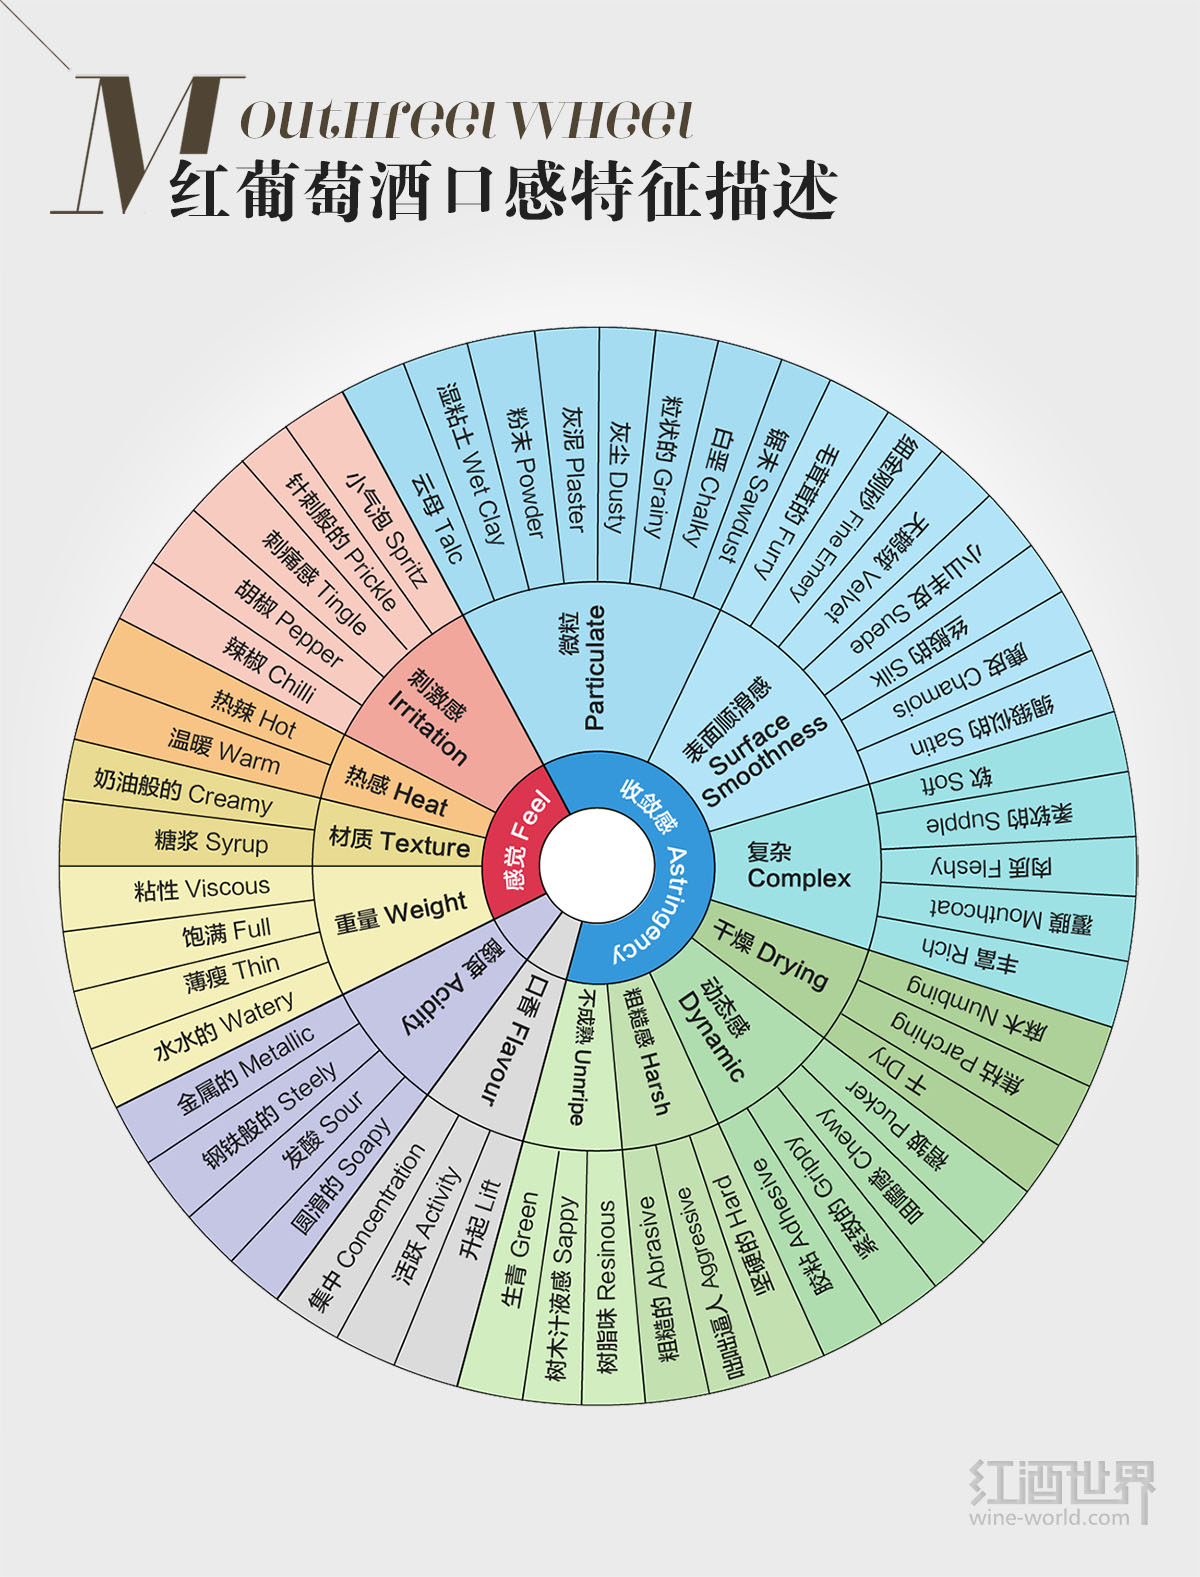 Mouthfeel Wheel
红葡萄酒口感特征描述
收敛感 Astringency
微粒
Particulate
云母 Talc
湿粘土 Wet Clay
粉末 Powder
灰泥 Plaster
灰尘 Dusty
粒状的 Grainy
白垩 Chalky
锯末 Sawdust
表面顺滑感
Surface
Smoothness
毛茸茸的 Furry
细金刚砂 Fine Emery
天鹅绒 Velvet
小山羊皮 Suede
丝般的 Silk
麂皮 Chamois
绸缎似的 Satin
复杂
Complex
软 Soft
柔软的 Supple
肉质 Fleshy
覆膜 Mouthcoat
丰富 Rich
干燥 Drying
麻木 Numbing
焦枯 Parching
干 Dry
动态感
Dynamic
褶皱 Pucker
咀嚼感 Chewy
紧致的 Grippy
胶粘 Adhesive
粗糙感 Harsh
坚硬的 Hard
咄咄逼人 Aggressive
粗糙的 Abrasive
不成熟 Unmripe
树脂味 Resinous
树木汁液感 Sappy
生青 Green
口香 Flavour
升起 Lift
活跃 Activity
集中 Concentration
酸度 Acidity
圆滑的 Soapy
发酸 Sour
钢铁般的 Steely
金属的 Metallic
感觉 Feel
重量 Weight
水水的 Watery
薄瘦 Thin
饱满 Full
粘性 Viscous
材质 Texture
糖浆 Syrup
奶油般的 Creamy
热感 Heat
温暖 Warm
热辣 Hot
刺激感
Irritation
辣椒 Chilli
胡椒 Pepper
刺痛感 Tingle
针刺般的 Prickle
小气泡 Spritz
红酒世界
wine-world.com